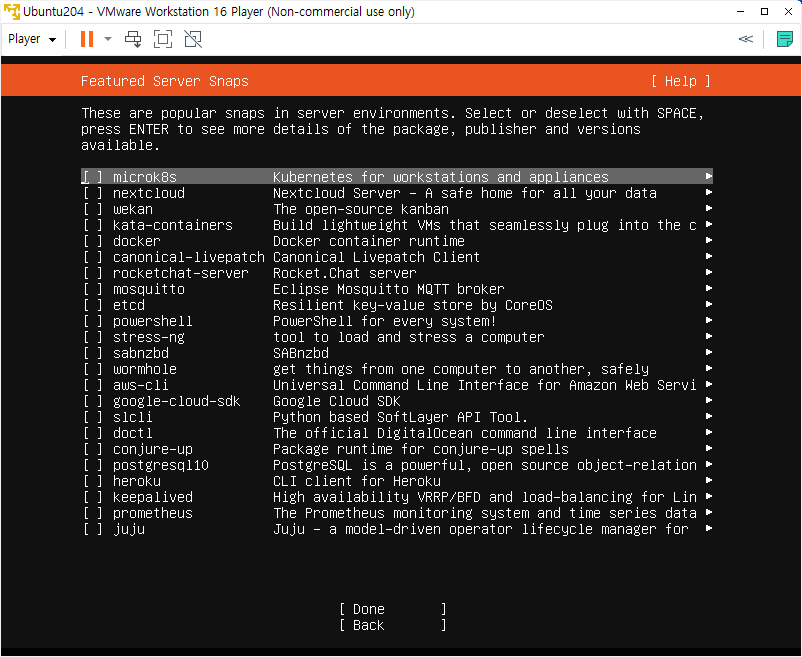 Ubuntu204 - VMware Workstation 16 Player (Non-commercial use only)
Player
Featured Server Snaps [ Help ]
These are popular snaps in server environments. Select or deselect with SPACE,
press ENTER to see more details of the package, publisher and versions
available.
[ ] microk8s Kubernetes for workstations and appliances ▶
[ ] nextcloud Nextcloud Server - A safe home for all your data ▶
[ ] wekan The open-source kanban ▶
[ ] kata-containers Build lightweight VMs that seamlessly plug into the c ▶
[ ] docker Docker container runtime ▶
[ ] canonical-livepatch Canonical Livepatch Client ▶
[ ] rocketchat-server Rocket.Chat server ▶
[ ] mosquitto Eclipse Mosquitto MQTT broker ▶
[ ] etcd Resilient key-value store by CoreOS ▶
[ ] powershell PowerShell for every system! ▶
[ ] stress-ng tool to load and stress a computer ▶
[ ] sabnzbd SABnzbd ▶
[ ] wormhole get things from one computer to another, safely ▶
[ ] aws-cli Universal Command Line Interface for Amazon Web Servi ▶
[ ] google-cloud-sdk Google Cloud SDK ▶
[ ] slcli Python based SoftLayer API Tool. ▶
[ ] doctl The official DigitalOcean command line interface ▶
[ ] conjure-up Package runtime for conjure-up spells ▶
[ ] postgresql10 PostgreSQL is a powerful, open source object-relation ▶
[ ] heroku CLI client for Heroku ▶
[ ] keepalived High availability VRRP/BFD and load-balancing for Lin ▶
[ ] prometheus The Prometheus monitoring system and time series data ▶
[ ] juju Juju - a model-driven operator lifecycle manager for ▶
[ Done ]
[ Back ]